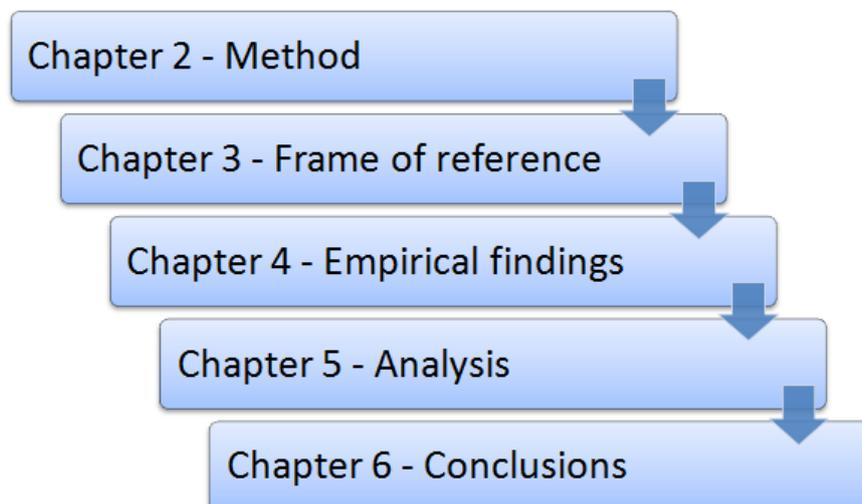 Chapter 2 - Method
Chapter 3 - Frame of reference
Chapter 4 - Empirical findings
Chapter 5 - Analysis
Chapter 6 - Conclusions